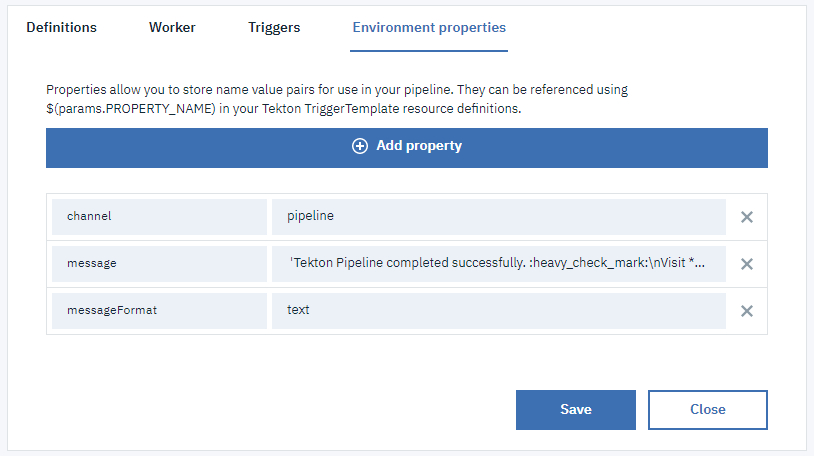 Definitions Worker Triggers Environment properties
Properties allow you to store name value pairs for use in your pipeline. They can be referenced using
$(params.PROPERTY_NAME) in your Tekton TriggerTemplate resource definitions.
Add property
channel pipeline
message 'Tekton Pipeline completed successfully. :heavy_check_mark:\nVisit *...
messageFormat text
Save Close